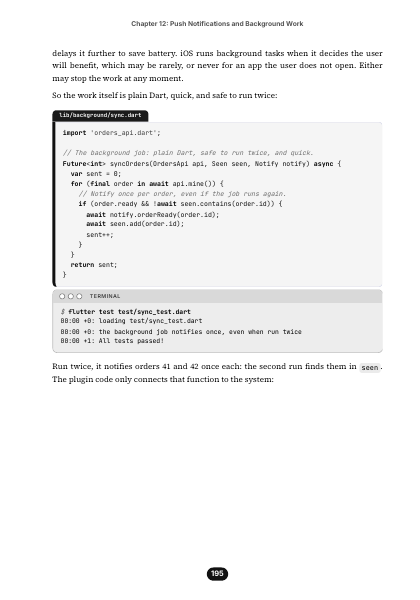 Chapter 12: Push Notifications and Background Work
delays it further to save battery. iOS runs background tasks when it decides the user
will benefit, which may be rarely, or never for an app the user does not open. Either
may stop the work at any moment.
So the work itself is plain Dart, quick, and safe to run twice:
lib/background/sync.dart
import 'orders_api.dart';
// The background job: plain Dart, safe to run twice, and quick.
Future<int> syncOrders(OrdersApi api, Seen seen, Notify notify) async {
  var sent = 0;
  for (final order in await api.mine()) {
    // Notify once per order, even if the job runs again.
    if (order.ready && !await seen.contains(order.id)) {
      await notify.orderReady(order.id);
      await seen.add(order.id);
      sent++;
    }
  }
  return sent;
}
TERMINAL
$ flutter test test/sync_test.dart
00:00 +0: loading test/sync_test.dart
00:00 +0: the background job notifies once, even when run twice
00:00 +1: All tests passed!
Run twice, it notifies orders 41 and 42 once each: the second run finds them in seen.
The plugin code only connects that function to the system:
195